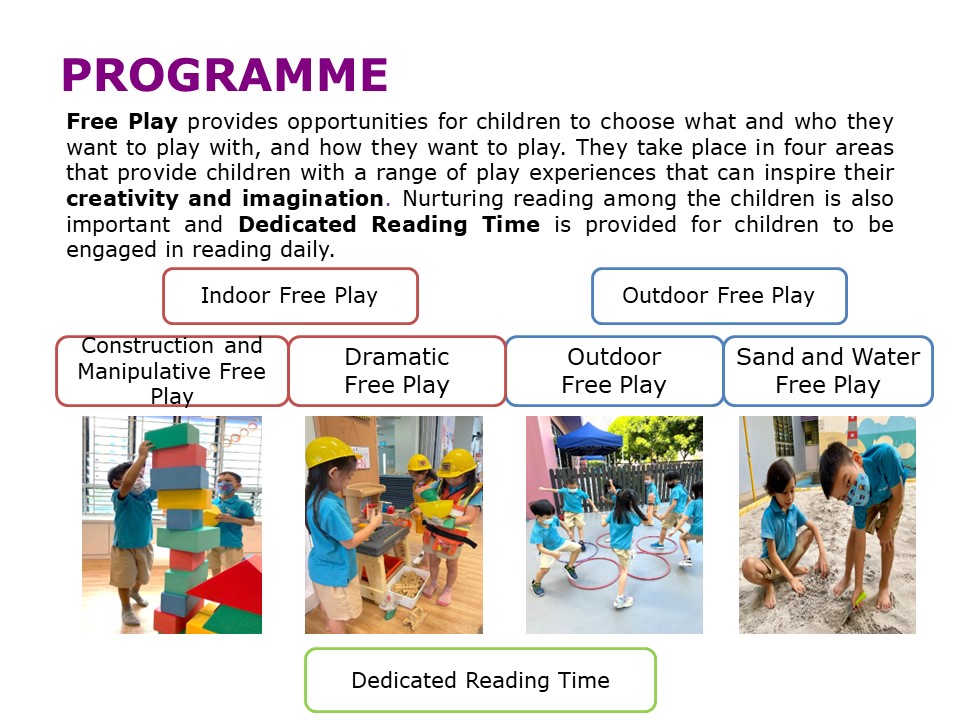 PROGRAMME
Free Play provides opportunities for children to choose what and who they
want to play with, and how they want to play. They take place in four areas
that provide children with a range of play experiences that can inspire their
creativity and imagination. Nurturing reading among the children is also
important and Dedicated Reading Time is provided for children to be
engaged in reading daily.
Indoor Free Play
Outdoor Free Play
Construction and
Manipulative Free
Play
Dramatic
Free Play
Outdoor
Free Play
Sand and Water
Free Play
Dedicated Reading Time